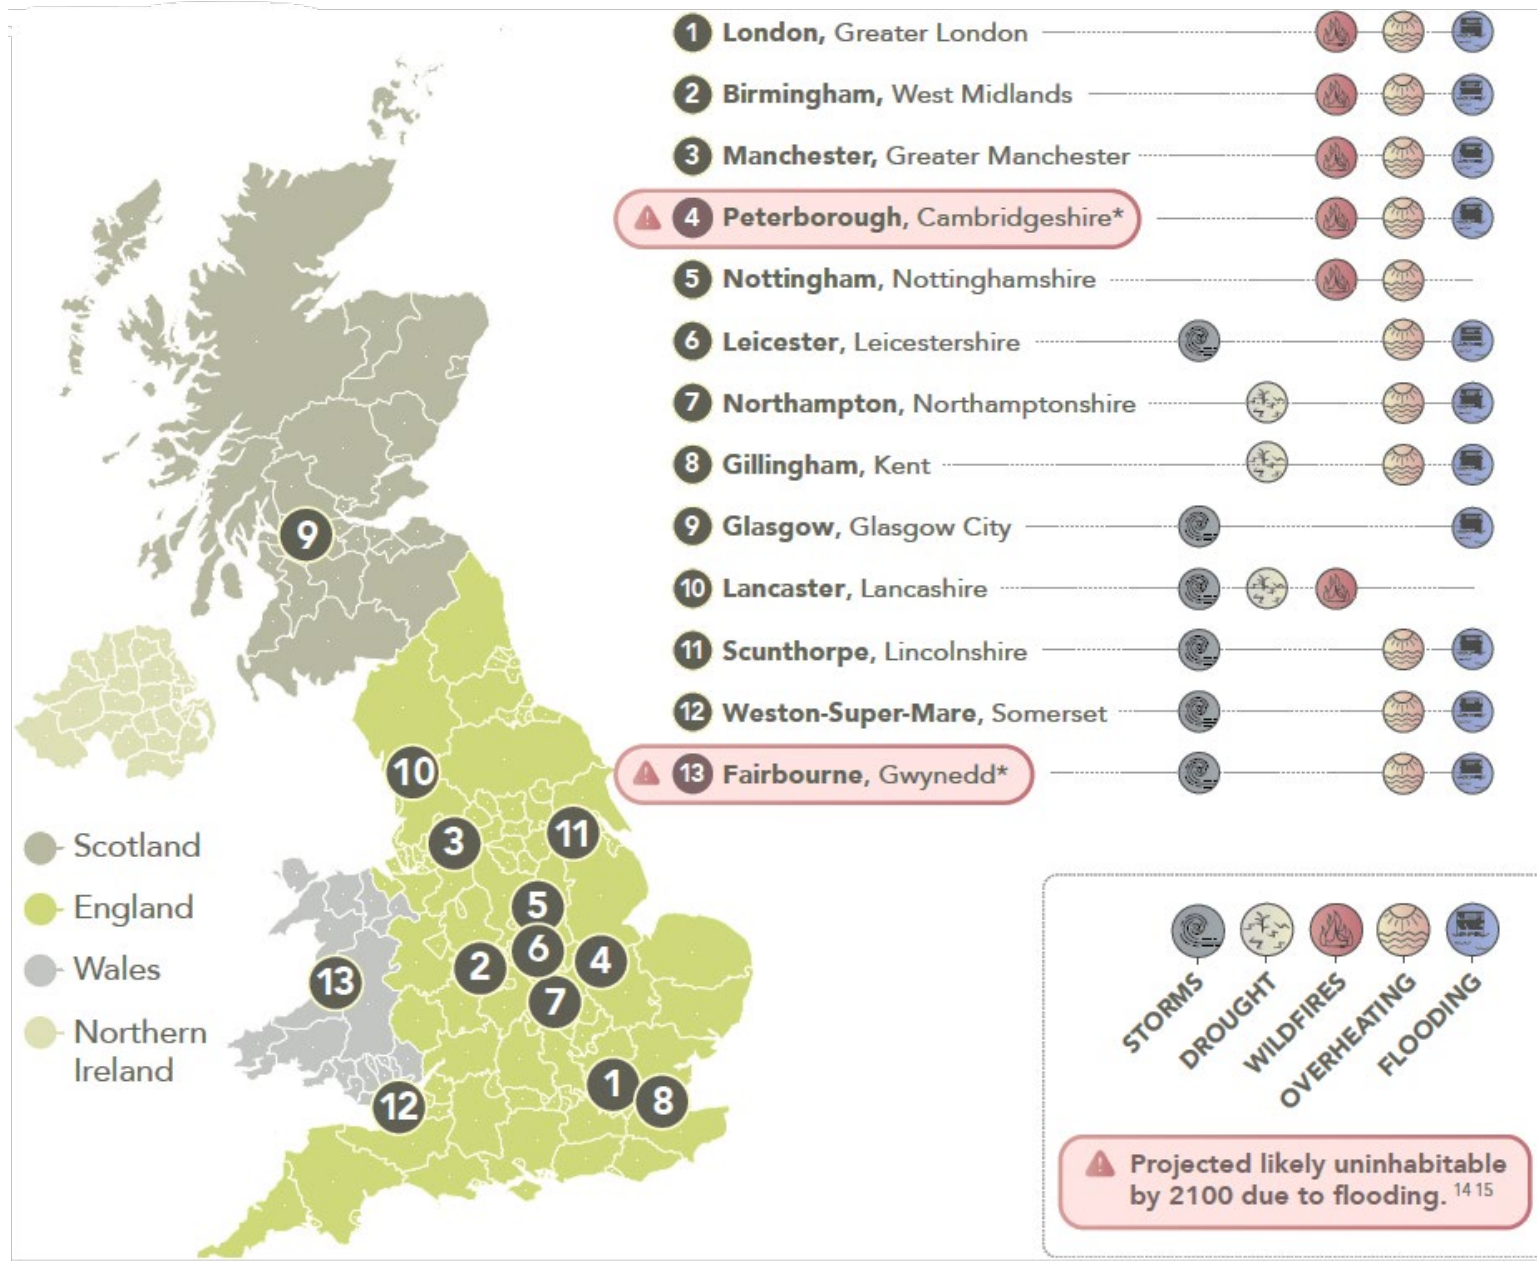 1 London, Greater London
2 Birmingham, West Midlands
3 Manchester, Greater Manchester
4 Peterborough, Cambridgeshire*
5 Nottingham, Nottinghamshire
6 Leicester, Leicestershire
7 Northampton, Northamptonshire
8 Gillingham, Kent
9 Glasgow, Glasgow City
10 Lancaster, Lancashire
11 Scunthorpe, Lincolnshire
12 Weston-Super-Mare, Somerset
13 Fairbourne, Gwynedd*
9
10
3
11
5
6
2
4
13
7
1
8
12
Scotland
England
Wales
Northern
Ireland
STORMS
DROUGHT
WILDFIRES
OVERHEATING
FLOODING
Projected likely uninhabitable
by 2100 due to flooding. 14 15